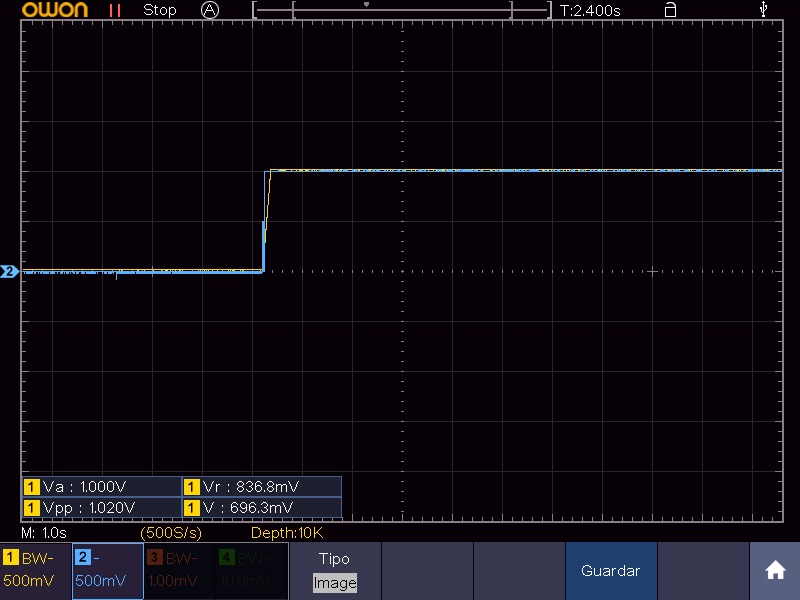 OWON Stop A T:2.400s
2
1 Va : 1.000V 1 Vr : 836.8mV
1 Vpp : 1.020V 1 V : 696.3mV
M: 1.0s (500S/s) Depth:10K
1 BW- 2 - 3 BW- 4 BW- Tipo
500mV 500mV 1.00mV 10.0mV Image
Guardar